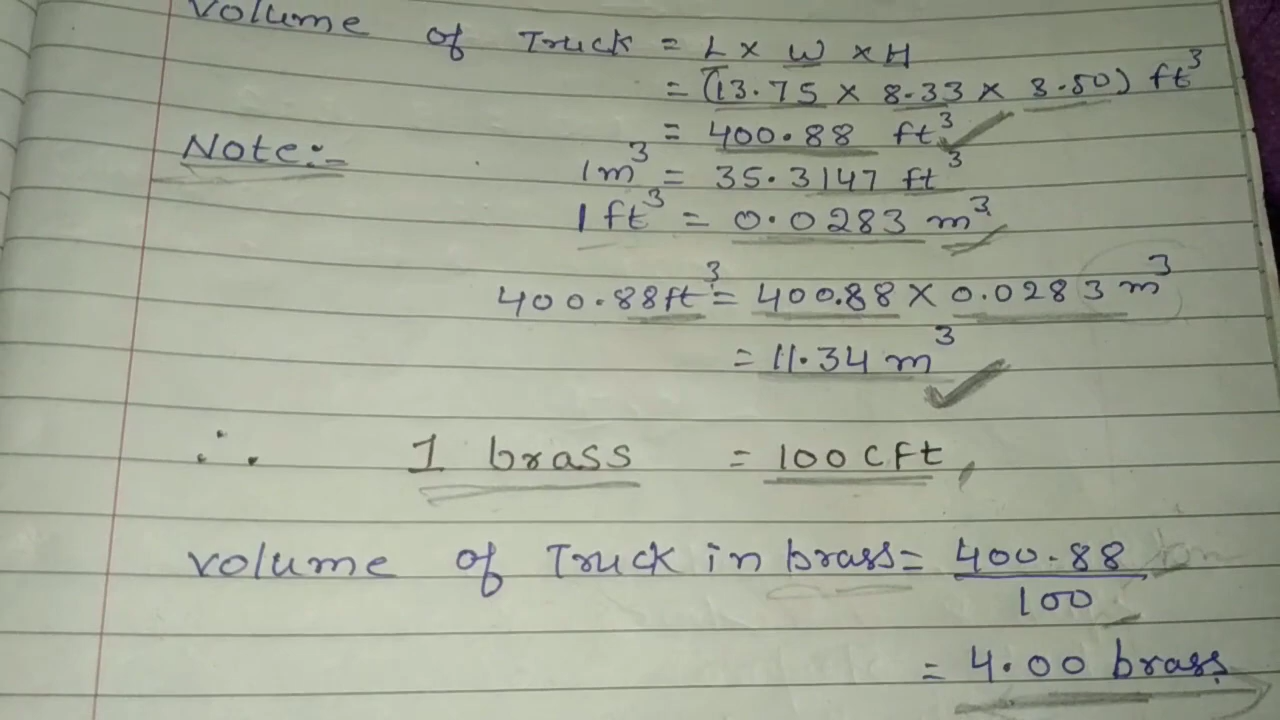 Volume of Truck = L x W x H
= (13.75 x 8.33 x 3.50) ft³
= 400.88 ft³
Note:-
1m³ = 35.3147 ft³
1 ft³ = 0.0283 m³
400.88ft³ = 400.88 x 0.0283 m³
= 11.34 m³
∴ 1 brass = 100 CFt,
volume of Truck in brass = 400.88
100
= 4.00 brass